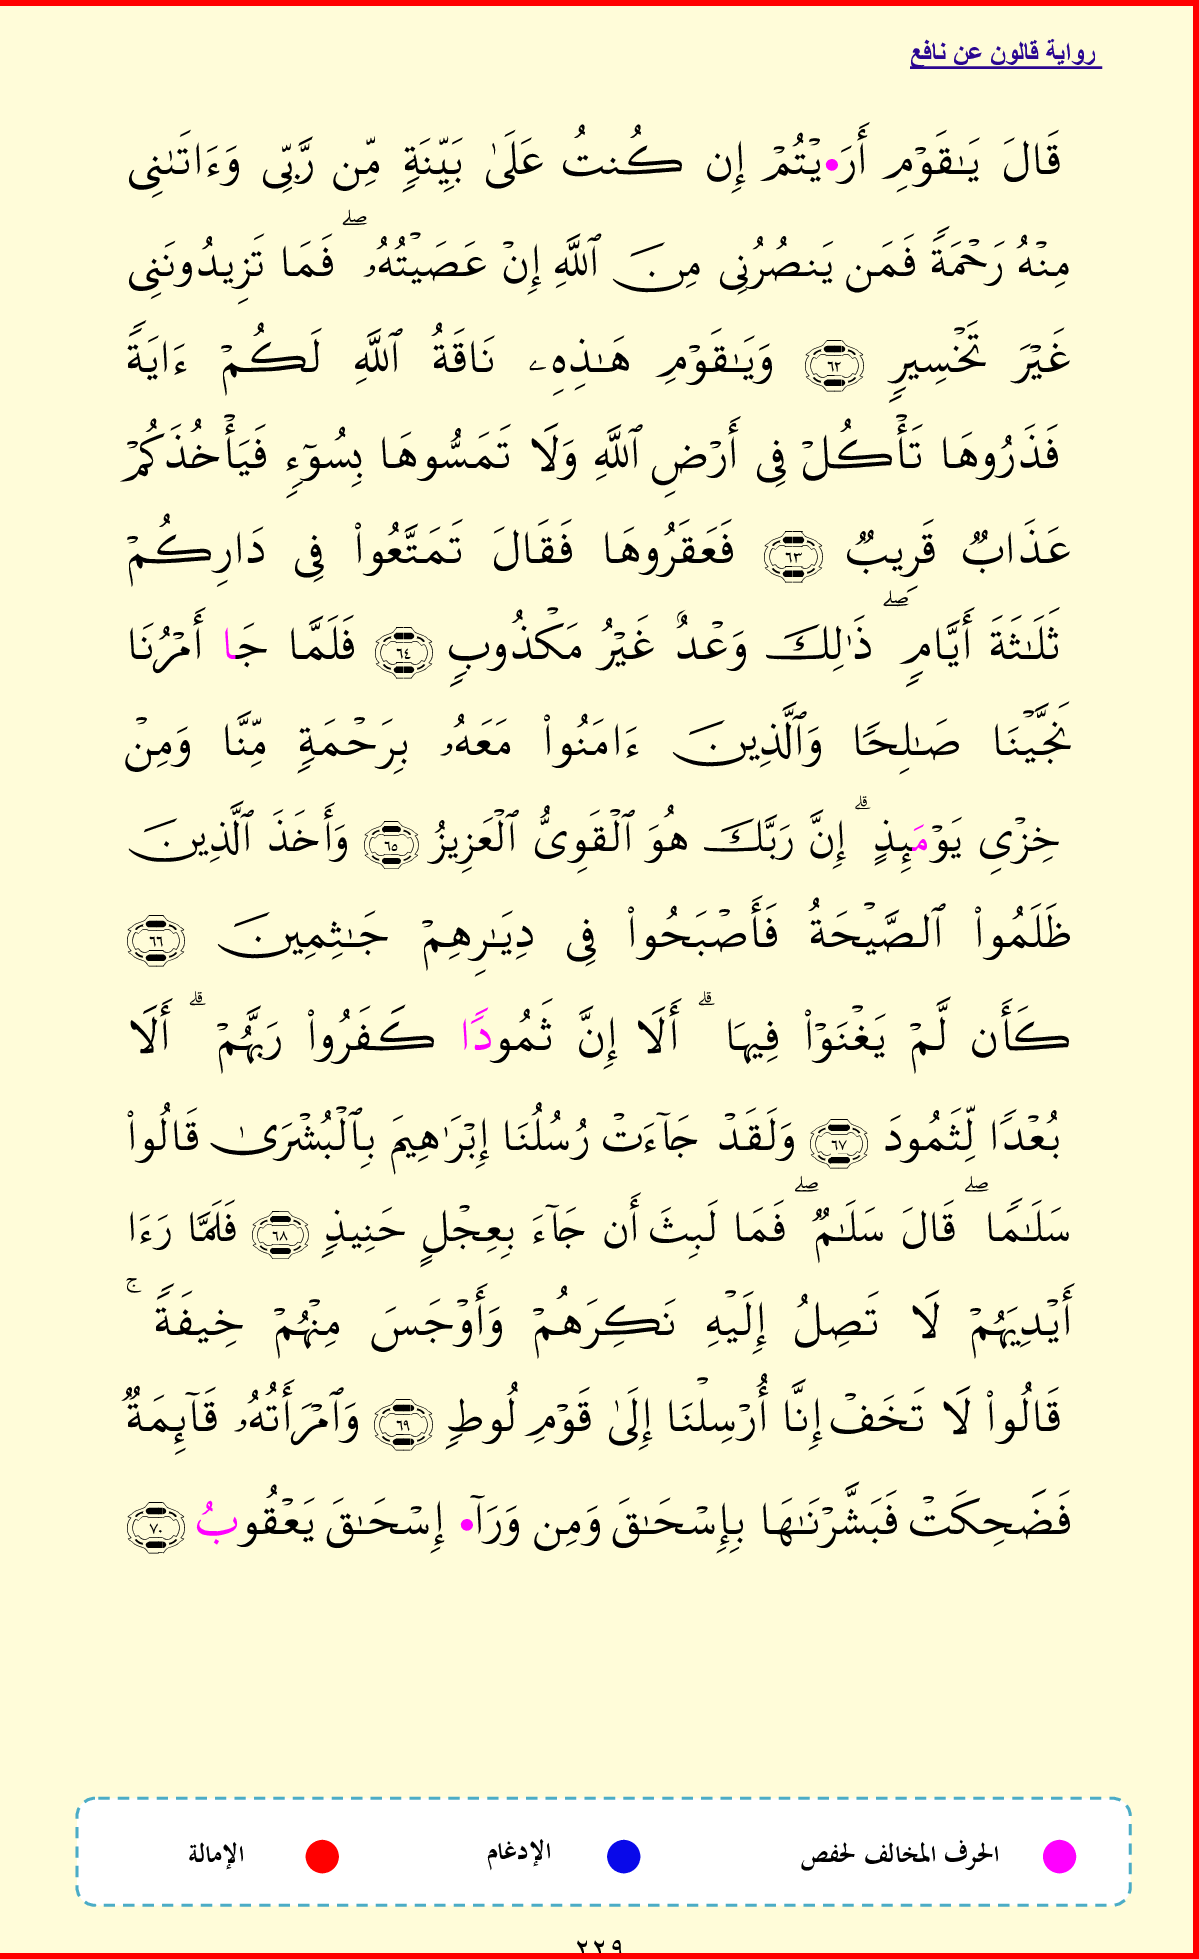 رواية قالون عن نافع
قَالَ يَـٰقَوْمِ أَرَ•يْتُمْ إِن كُنتُ عَلَىٰ بَيِّنَةٍ مِّن رَّبِّى وَءَاتَىٰنِى
مِنْهُ رَحْمَةً فَمَن يَنصُرُنِى مِنَ ٱللَّهِ إِنْ عَصَيْتُهُۥ ۖ فَمَا تَزِيدُونَنِى
غَيْرَ تَخْسِيرٍ ٦٢ وَيَـٰقَوْمِ هَـٰذِهِۦ نَاقَةُ ٱللَّهِ لَكُمْ ءَايَةً
فَذَرُوهَا تَأْكُلْ فِى أَرْضِ ٱللَّهِ وَلَا تَمَسُّوهَا بِسُوٓءٍ فَيَأْخُذَكُمْ
عَذَابٌ قَرِيبٌ ٦٣ فَعَقَرُوهَا فَقَالَ تَمَتَّعُوا۟ فِى دَارِكُمْ
ثَلَـٰثَةَ أَيَّامٍ ۖ ذَٰلِكَ وَعْدٌ غَيْرُ مَكْذُوبٍ ٦٤ فَلَمَّا جَا أَمْرُنَا
نَجَّيْنَا صَـٰلِحًا وَٱلَّذِينَ ءَامَنُوا۟ مَعَهُۥ بِرَحْمَةٍ مِّنَّا وَمِنْ
خِزْىِ يَوْمَئِذٍ ۗ إِنَّ رَبَّكَ هُوَ ٱلْقَوِىُّ ٱلْعَزِيزُ ٦٥ وَأَخَذَ ٱلَّذِينَ
ظَلَمُوا۟ ٱلصَّيْحَةُ فَأَصْبَحُوا۟ فِى دِيَـٰرِهِمْ جَـٰثِمِينَ ٦٦
كَأَن لَّمْ يَغْنَوْا۟ فِيهَا ۗ أَلَا إِنَّ ثَمُودًا كَفَرُوا۟ رَبَّهُمْ ۗ أَلَا
بُعْدًا لِّثَمُودَ ٦٧ وَلَقَدْ جَآءَتْ رُسُلُنَا إِبْرَٰهِيمَ بِٱلْبُشْرَىٰ قَالُوا۟
سَلَـٰمًا ۖ قَالَ سَلَـٰمٌ ۖ فَمَا لَبِثَ أَن جَآءَ بِعِجْلٍ حَنِيذٍ ٦٨ فَلَمَّا رَءَا
أَيْدِيَهُمْ لَا تَصِلُ إِلَيْهِ نَكِرَهُمْ وَأَوْجَسَ مِنْهُمْ خِيفَةً ۚ
قَالُوا۟ لَا تَخَفْ إِنَّا أُرْسِلْنَا إِلَىٰ قَوْمِ لُوطٍ ٦٩ وَٱمْرَأَتُهُۥ قَآئِمَةٌ
فَضَحِكَتْ فَبَشَّرْنَـٰهَا بِإِسْحَـٰقَ وَمِن وَرَآ• إِسْحَـٰقَ يَعْقُوبُ ٧٠
الحرف المخالف لحفص الإدغام الإمالة
٢٢٩